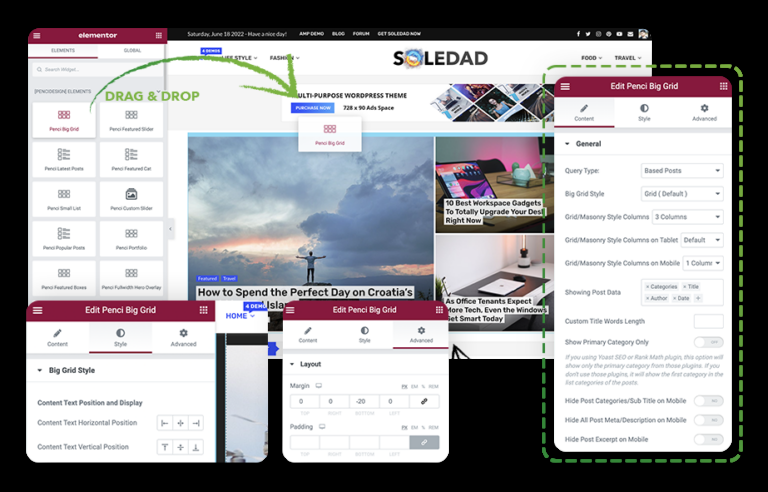 elementor
ELEMENTS
GLOBAL
Search Widget...
[PENCIDESIGN] ELEMENTS
Penci Big Grid
Penci Featured Slider
Penci Latest Posts
Penci Featured Cat
Penci Small List
Penci Custom Slider
Penci Popular Posts
Penci Portfolio
Penci Featured Boxes
Penci Fullwidth Hero Overlay
DRAG & DROP
Saturday, June 18 2022 - Have a nice day!
AMP DEMO
BLOG
FORUM
GET SOLEDAD NOW
4 DEMOS
LIFE STYLE
FASHION
SOLEDAD
FOOD
TRAVEL
MULTI-PURPOSE WORDPRESS THEME
PURCHASE NOW
728 x 90 Ads Space
Penci Big Grid
Featured
Travel
How to Spend the Perfect Day on Croatia's
10 Best Workspace Gadgets
To Totally Upgrade Your Desk
Right Now
As Office Tenants Expect
More Tech, Even the Windows
Get Smart Today
Edit Penci Big Grid
Content
Style
Advanced
General
Query Type:
Based Posts
Big Grid Style
Grid ( Default )
Grid/Masonry Style Columns
3 Columns
Grid/Masonry Style Columns on Tablet
Default
Grid/Masonry Style Columns on Mobile
1 Column
Showing Post Data
× Categories
× Title
× Author
× Date
+
Custom Title Words Length
Show Primary Category Only
OFF
If you using Yoast SEO or Rank Math plugin, this option will
show only the primary category from those plugins. If you
don't use those plugins, it will show the first category in
the list categories of the posts.
Hide Post Categories/Sub Title on Mobile
NO
Hide All Post Meta/Description on Mobile
NO
Hide Post Excerpt on Mobile
NO
Edit Penci Big Grid
Content
Style
Advanced
Big Grid Style
Content Text Position and Display
Content Text Horizontal Position
Content Text Vertical Position
4 DEMO
HOME
Edit Penci Big Grid
Content
Style
Advanced
Layout
Margin
PX EM % REM
0
0
-20
0
TOP
RIGHT
BOTTOM
LEFT
Padding
PX EM % REM
TOP
RIGHT
BOTTOM
LEFT